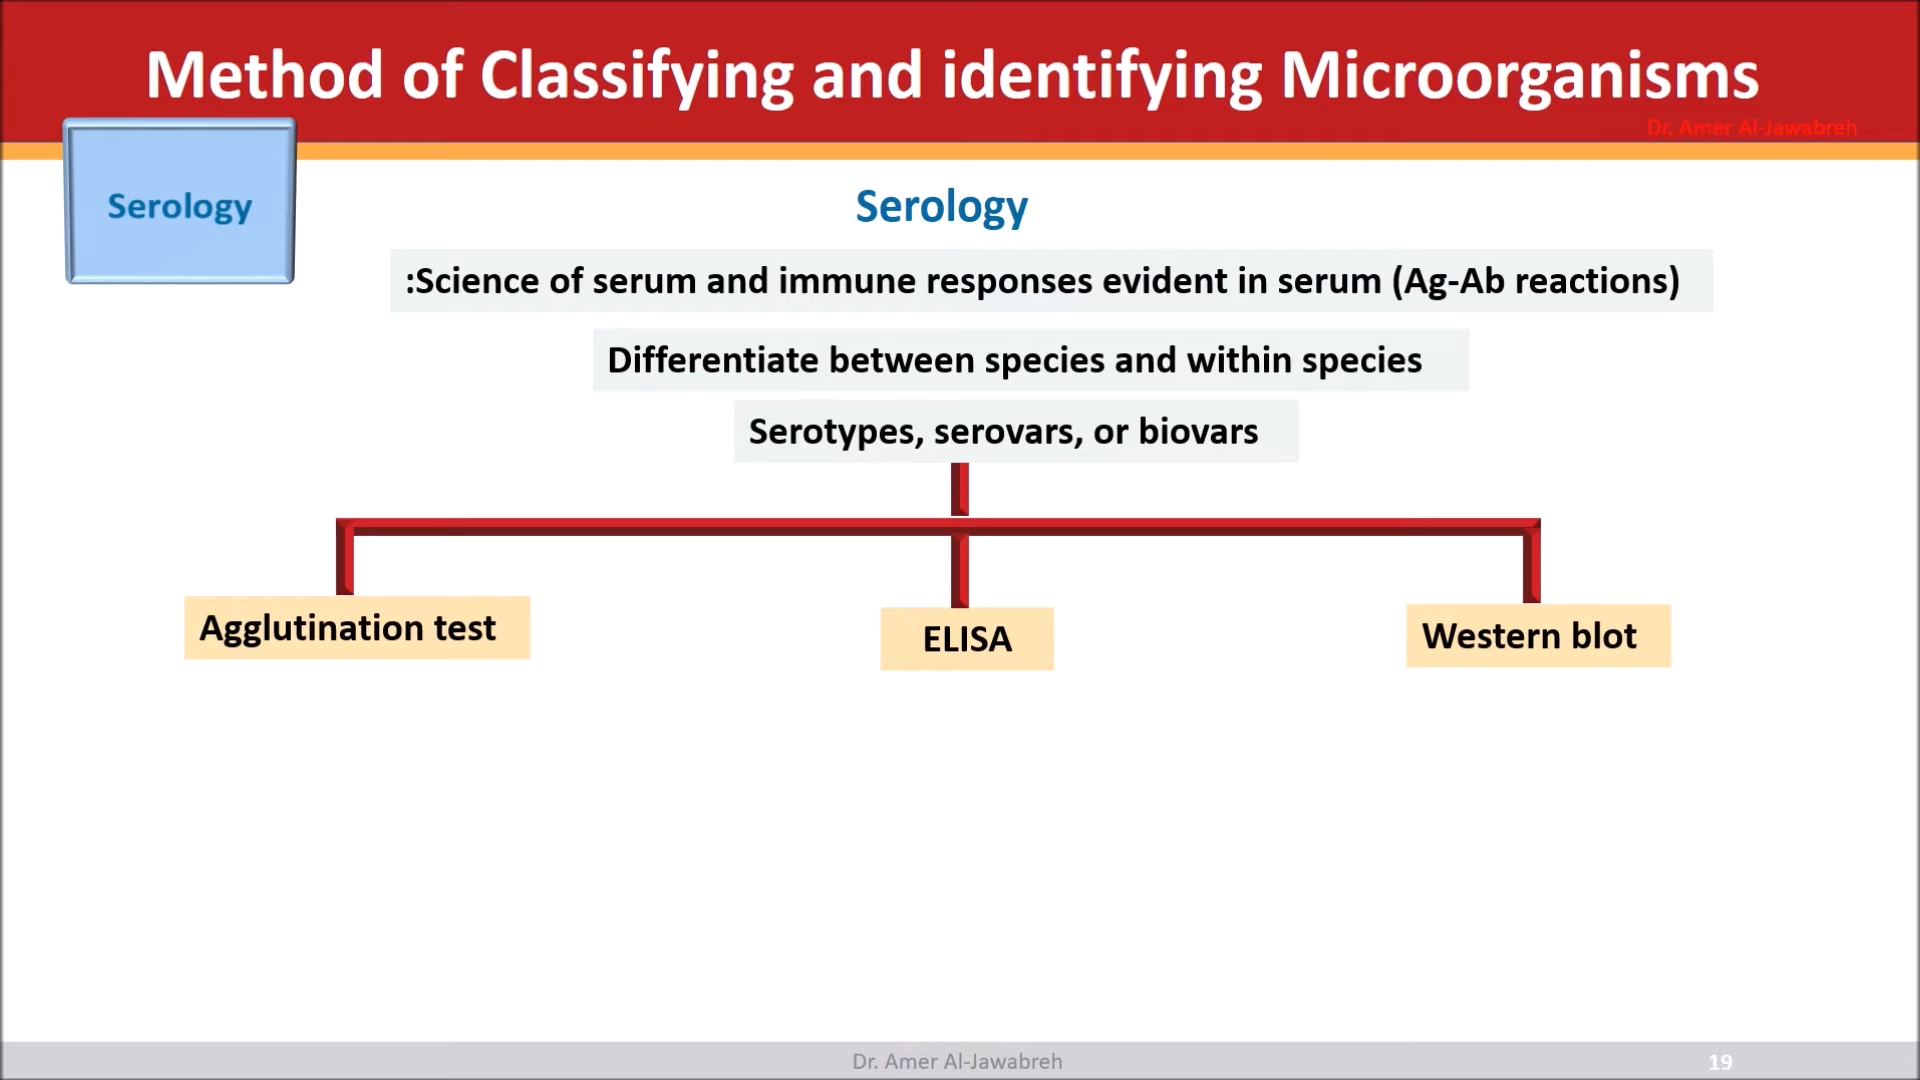 Method of Classifying and identifying Microorganisms
Dr. Amer Al-Jawabreh
Serology
Serology
:Science of serum and immune responses evident in serum (Ag-Ab reactions)
Differentiate between species and within species
Serotypes, serovars, or biovars
Agglutination test
ELISA
Western blot
Dr. Amer Al-Jawabreh
19